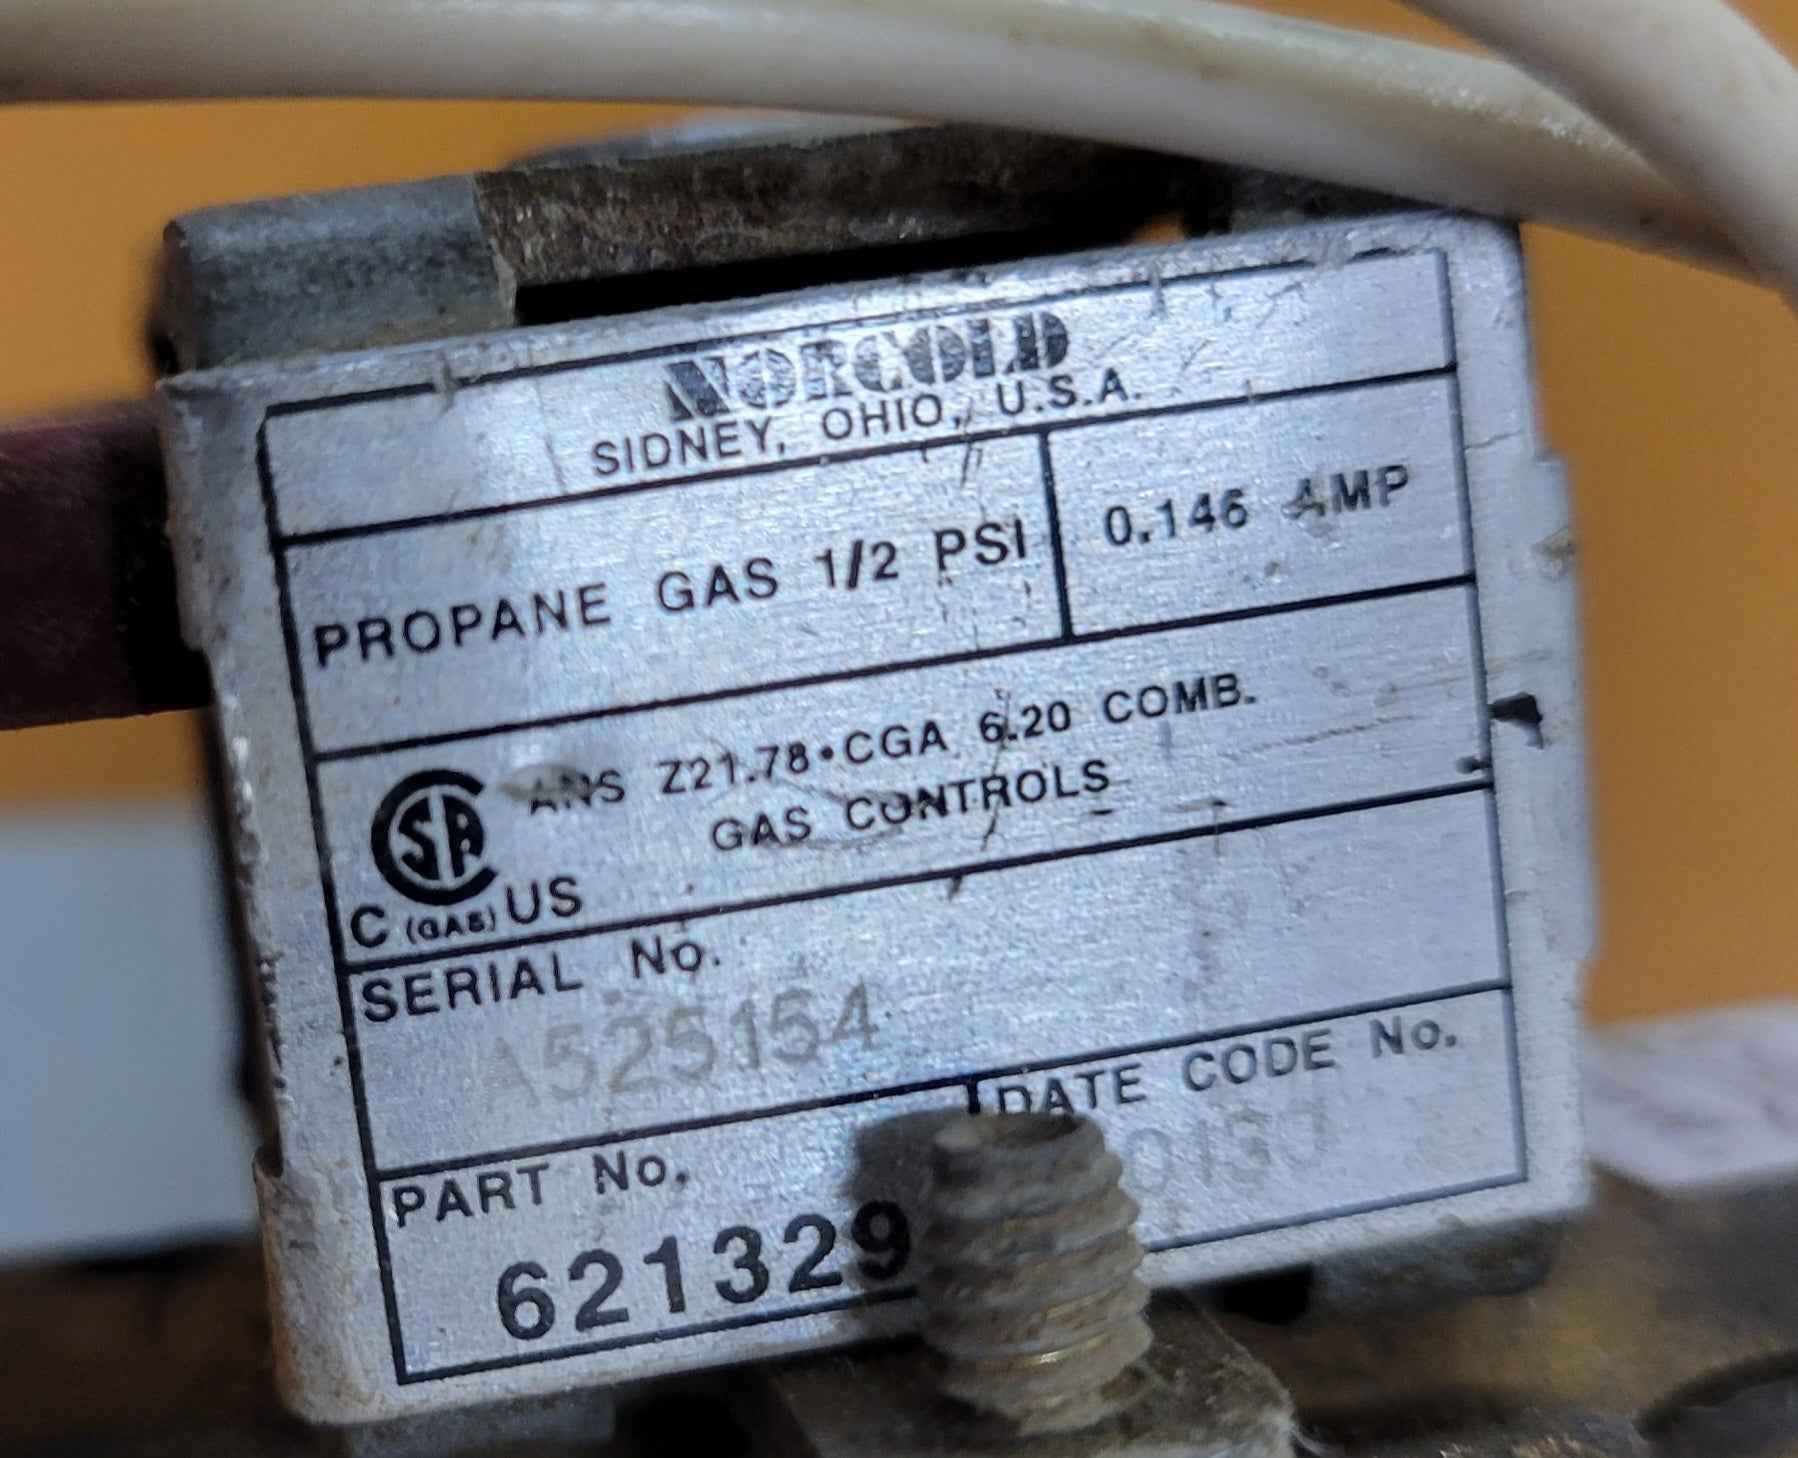 NORCOLD
SIDNEY, OHIO, U.S.A.
PROPANE GAS 1/2 PSI
0.146 AMP
ANS Z21.78•CGA 6.20 COMB.
GAS CONTROLS
C (GAS) US
SERIAL No.
A525154
PART No.
621329
DATE CODE No.